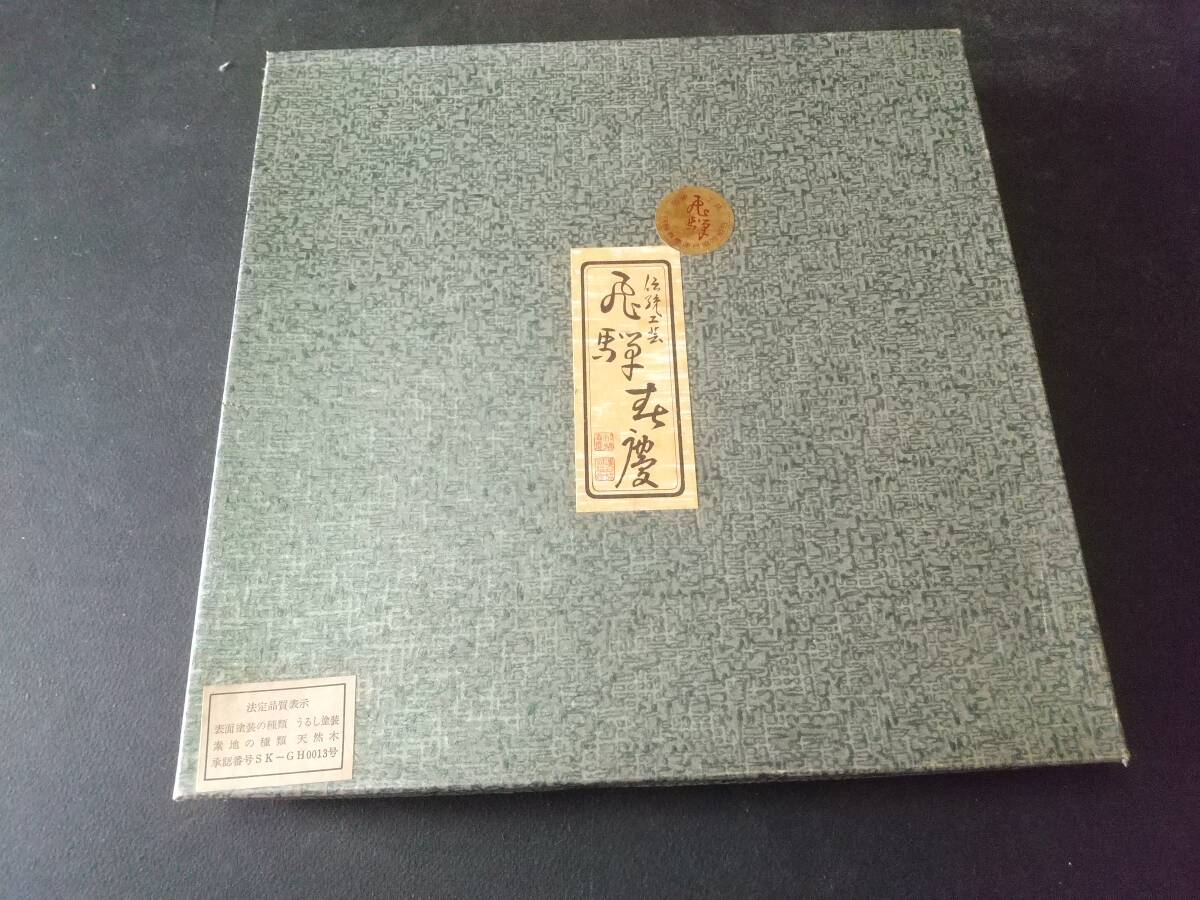 飛騨
伝統工芸
飛騨春慶
法定品質表示
表面塗装の種類 うるし塗装
素地の種類 天然木
承認番号SK-GH0013号